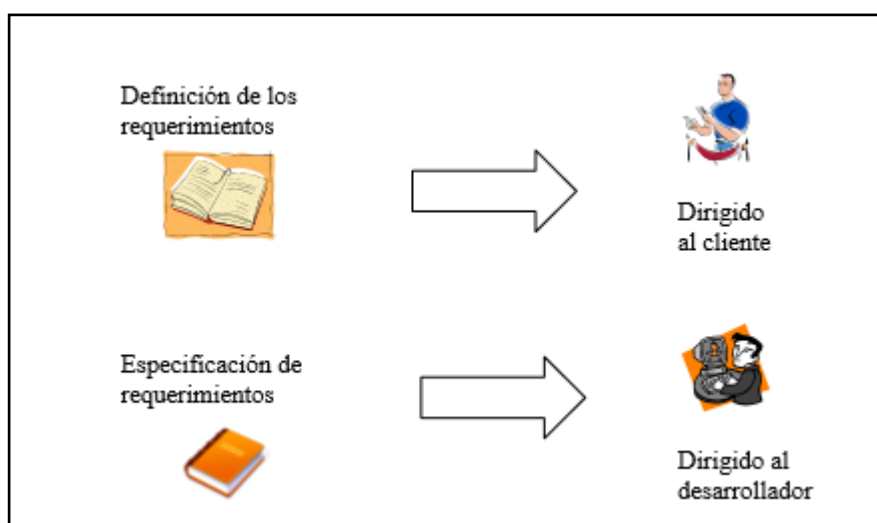 Definición de los
requerimientos
Dirigido
al cliente
Especificación de
requerimientos
Dirigido al
desarrollador